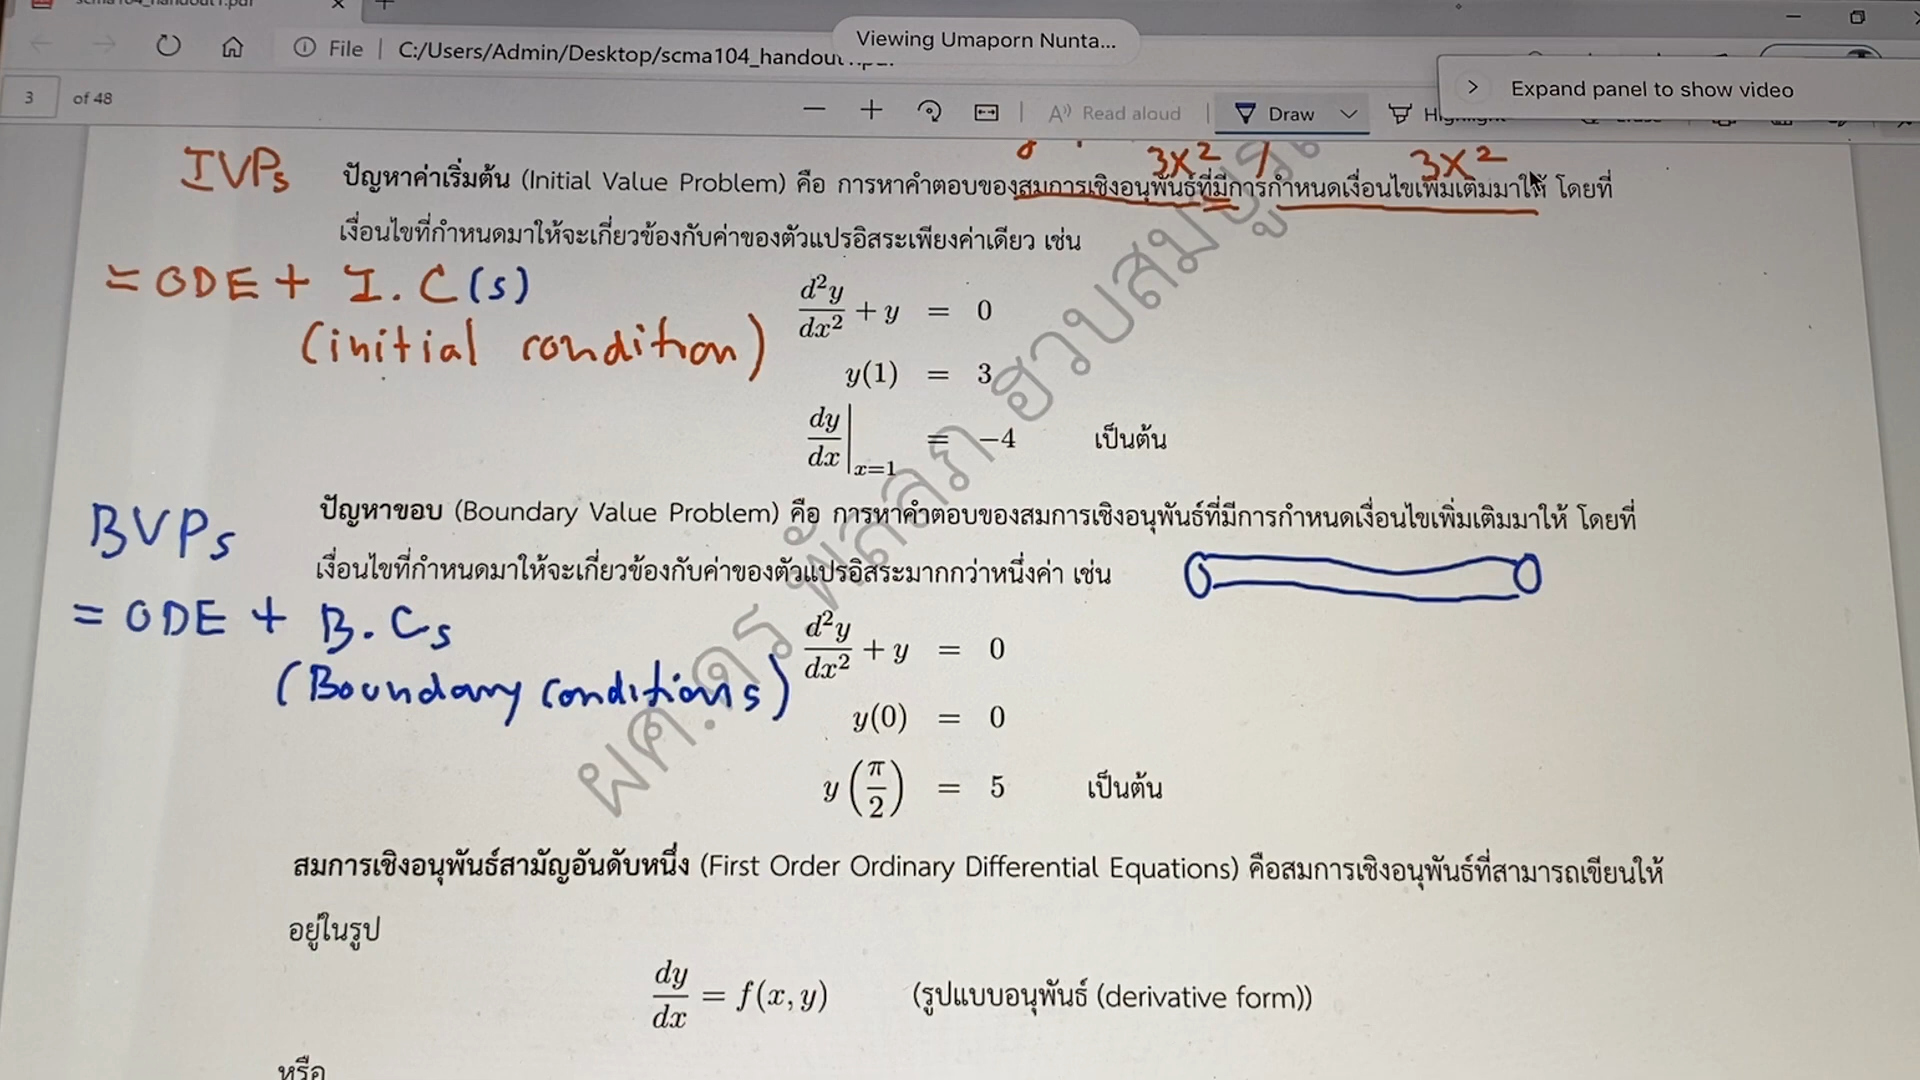 Viewing Umaporn Nunta...
File | C:/Users/Admin/Desktop/scma104_handout1.pdf
Expand panel to show video
3 of 48
Read aloud
Draw
3x² 3x²
IVPs
ปัญหาค่าเริ่มต้น (Initial Value Problem) คือ การหาคำตอบของสมการเชิงอนุพันธ์ที่มีการกำหนดเงื่อนไขเพิ่มเติมมาให้ โดยที่
เงื่อนไขที่กำหนดมาให้จะเกี่ยวข้องกับค่าของตัวแปรอิสระเพียงค่าเดียว เช่น
= ODE + I.C(s)
(initial condition)
d²y/dx² + y = 0
y(1) = 3
dy/dx|x=1 = −4 เป็นต้น
BVPs
ปัญหาขอบ (Boundary Value Problem) คือ การหาคำตอบของสมการเชิงอนุพันธ์ที่มีการกำหนดเงื่อนไขเพิ่มเติมมาให้ โดยที่
เงื่อนไขที่กำหนดมาให้จะเกี่ยวข้องกับค่าของตัวแปรอิสระมากกว่าหนึ่งค่า เช่น
= ODE + B.Cs
(Boundary conditions)
d²y/dx² + y = 0
y(0) = 0
y(π/2) = 5 เป็นต้น
สมการเชิงอนุพันธ์สามัญอันดับหนึ่ง (First Order Ordinary Differential Equations) คือสมการเชิงอนุพันธ์ที่สามารถเขียนให้
อยู่ในรูป
dy/dx = f(x, y) (รูปแบบอนุพันธ์ (derivative form))
หรือ
ผศ.ดร พัลลภ ฮวบสมบูรณ์